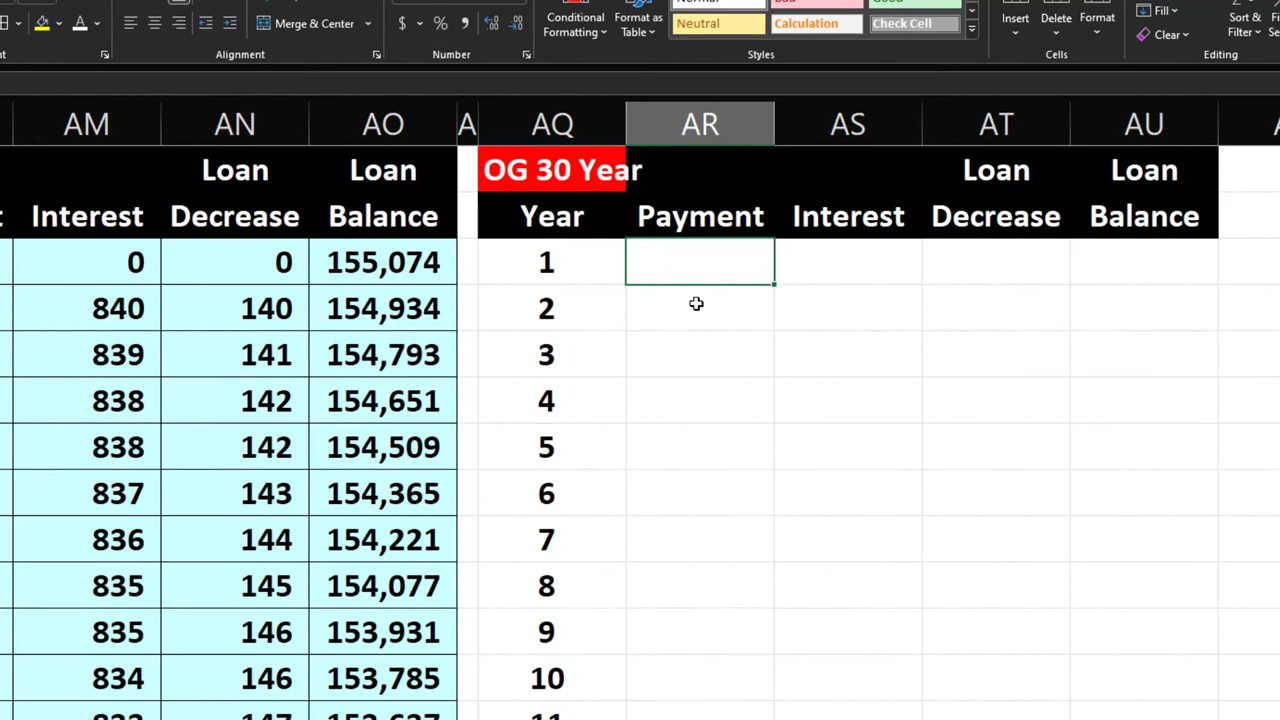 Merge & Center
$ % 9
Conditional Formatting
Format as Table
Neutral
Calculation
Check Cell
Insert
Delete
Format
Fill
Clear
Sort &
Filter
Alignment
Number
Styles
Cells
Editing
AM AN AO A AQ AR AS AT AU
Loan Loan OG 30 Year Loan Loan
Interest Decrease Balance Year Payment Interest Decrease Balance
0 0 155,074 1
840 140 154,934 2
839 141 154,793 3
838 142 154,651 4
838 142 154,509 5
837 143 154,365 6
836 144 154,221 7
835 145 154,077 8
835 146 153,931 9
834 146 153,785 10